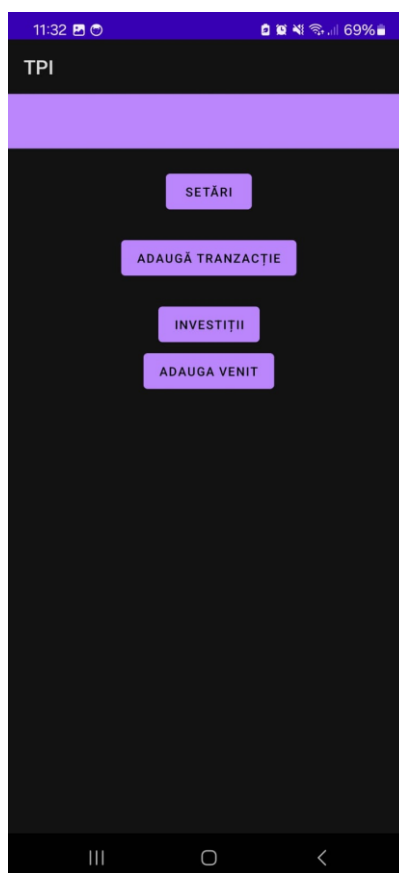 11:32 69%
TPI
SETĂRI
ADAUGĂ TRANZACȚIE
INVESTIȚII
ADAUGA VENIT